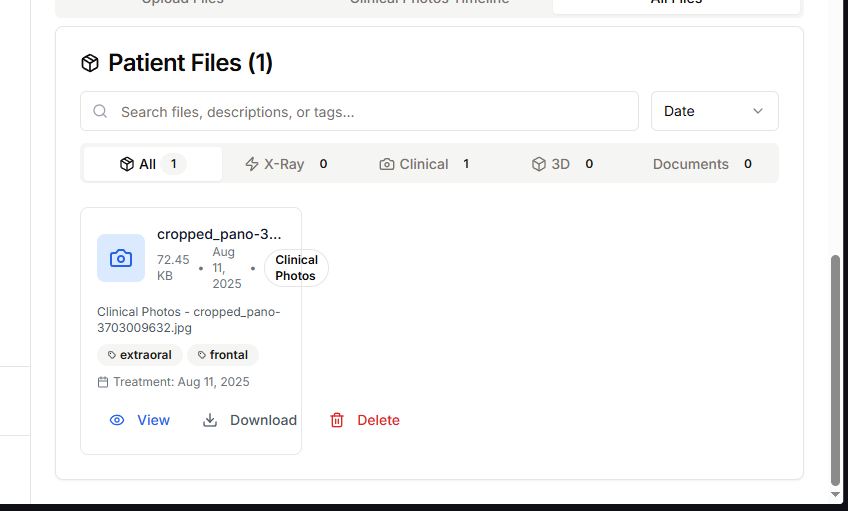 Upload Files Clinical Photos Timeline All Files
Patient Files (1)
Search files, descriptions, or tags...
Date
All 1 X-Ray 0 Clinical 1 3D 0 Documents 0
cropped_pano-3...
72.45 KB • Aug 11, 2025 • Clinical Photos
Clinical Photos - cropped_pano-
3703009632.jpg
extraoral frontal
Treatment: Aug 11, 2025
View Download Delete